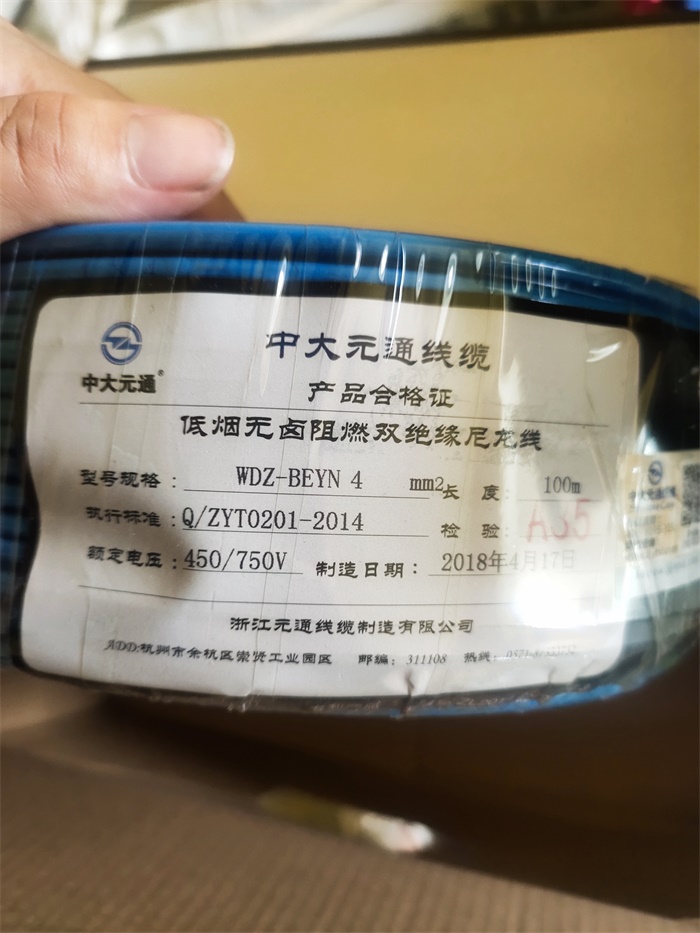 中大元通®
中大元通线缆
产品合格证
低烟无卤阻燃双绝缘尼龙线
型号规格：WDZ-BEYN 4 mm2 长 度：100m
执行标准：Q/ZYT0201-2014 检 验：A35
额定电压：450/750V 制造日期：2018年4月17日
浙江元通线缆制造有限公司
ADD:杭州市余杭区崇贤工业园区 邮编：311108 热线：